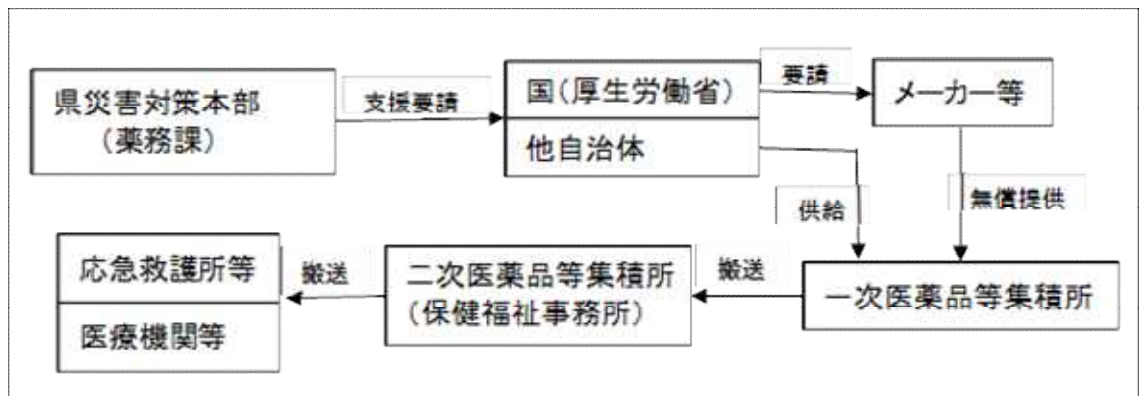 県災害対策本部
（薬務課）
支援要請
国（厚生労働省）
他自治体
要請
メーカー等
供給
無償提供
応急救護所等
医療機関等
搬送
二次医薬品等集積所
（保健福祉事務所）
搬送
一次医薬品等集積所